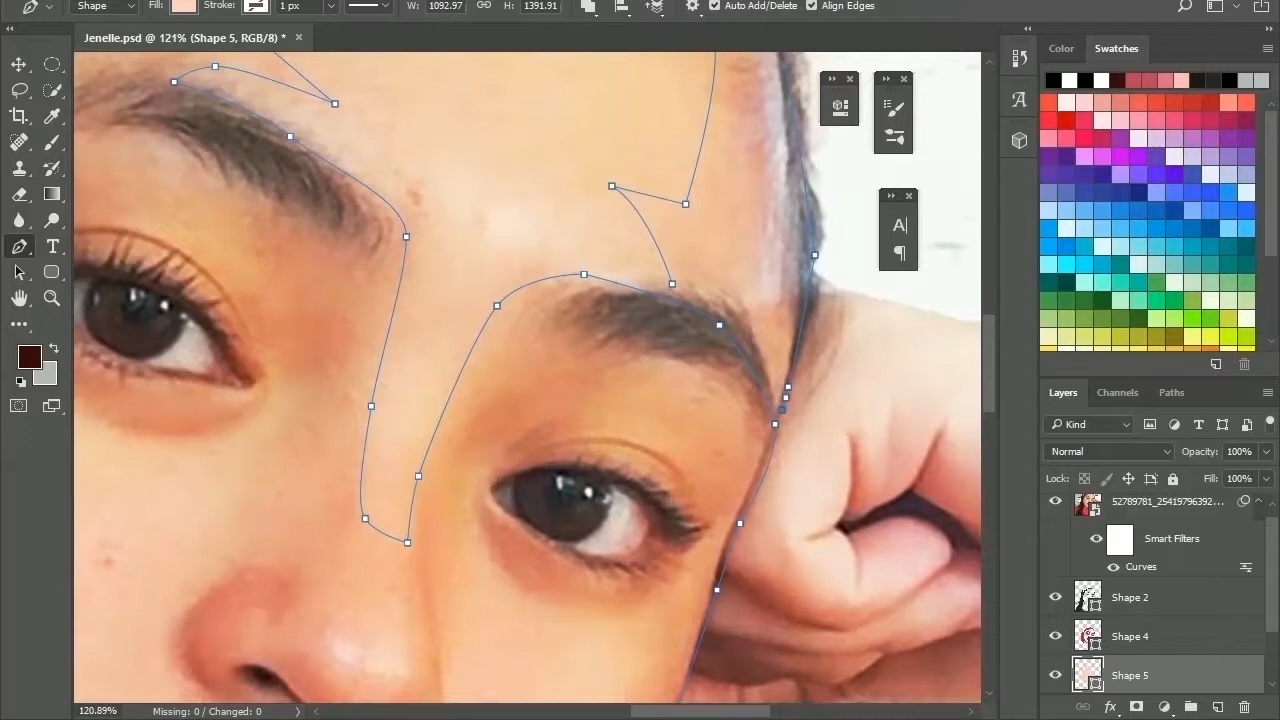 Shape Fill: Stroke: 1 px W: 1092.97 H: 1391.91 Auto Add/Delete Align Edges
Jenelle.psd @ 121% (Shape 5, RGB/8) *
Color Swatches
Layers Channels Paths
Kind
Normal Opacity: 100%
Lock: Fill: 100%
52789781_25419796392...
Smart Filters
Curves
Shape 2
Shape 4
Shape 5
120.89% Missing: 0 / Changed: 0